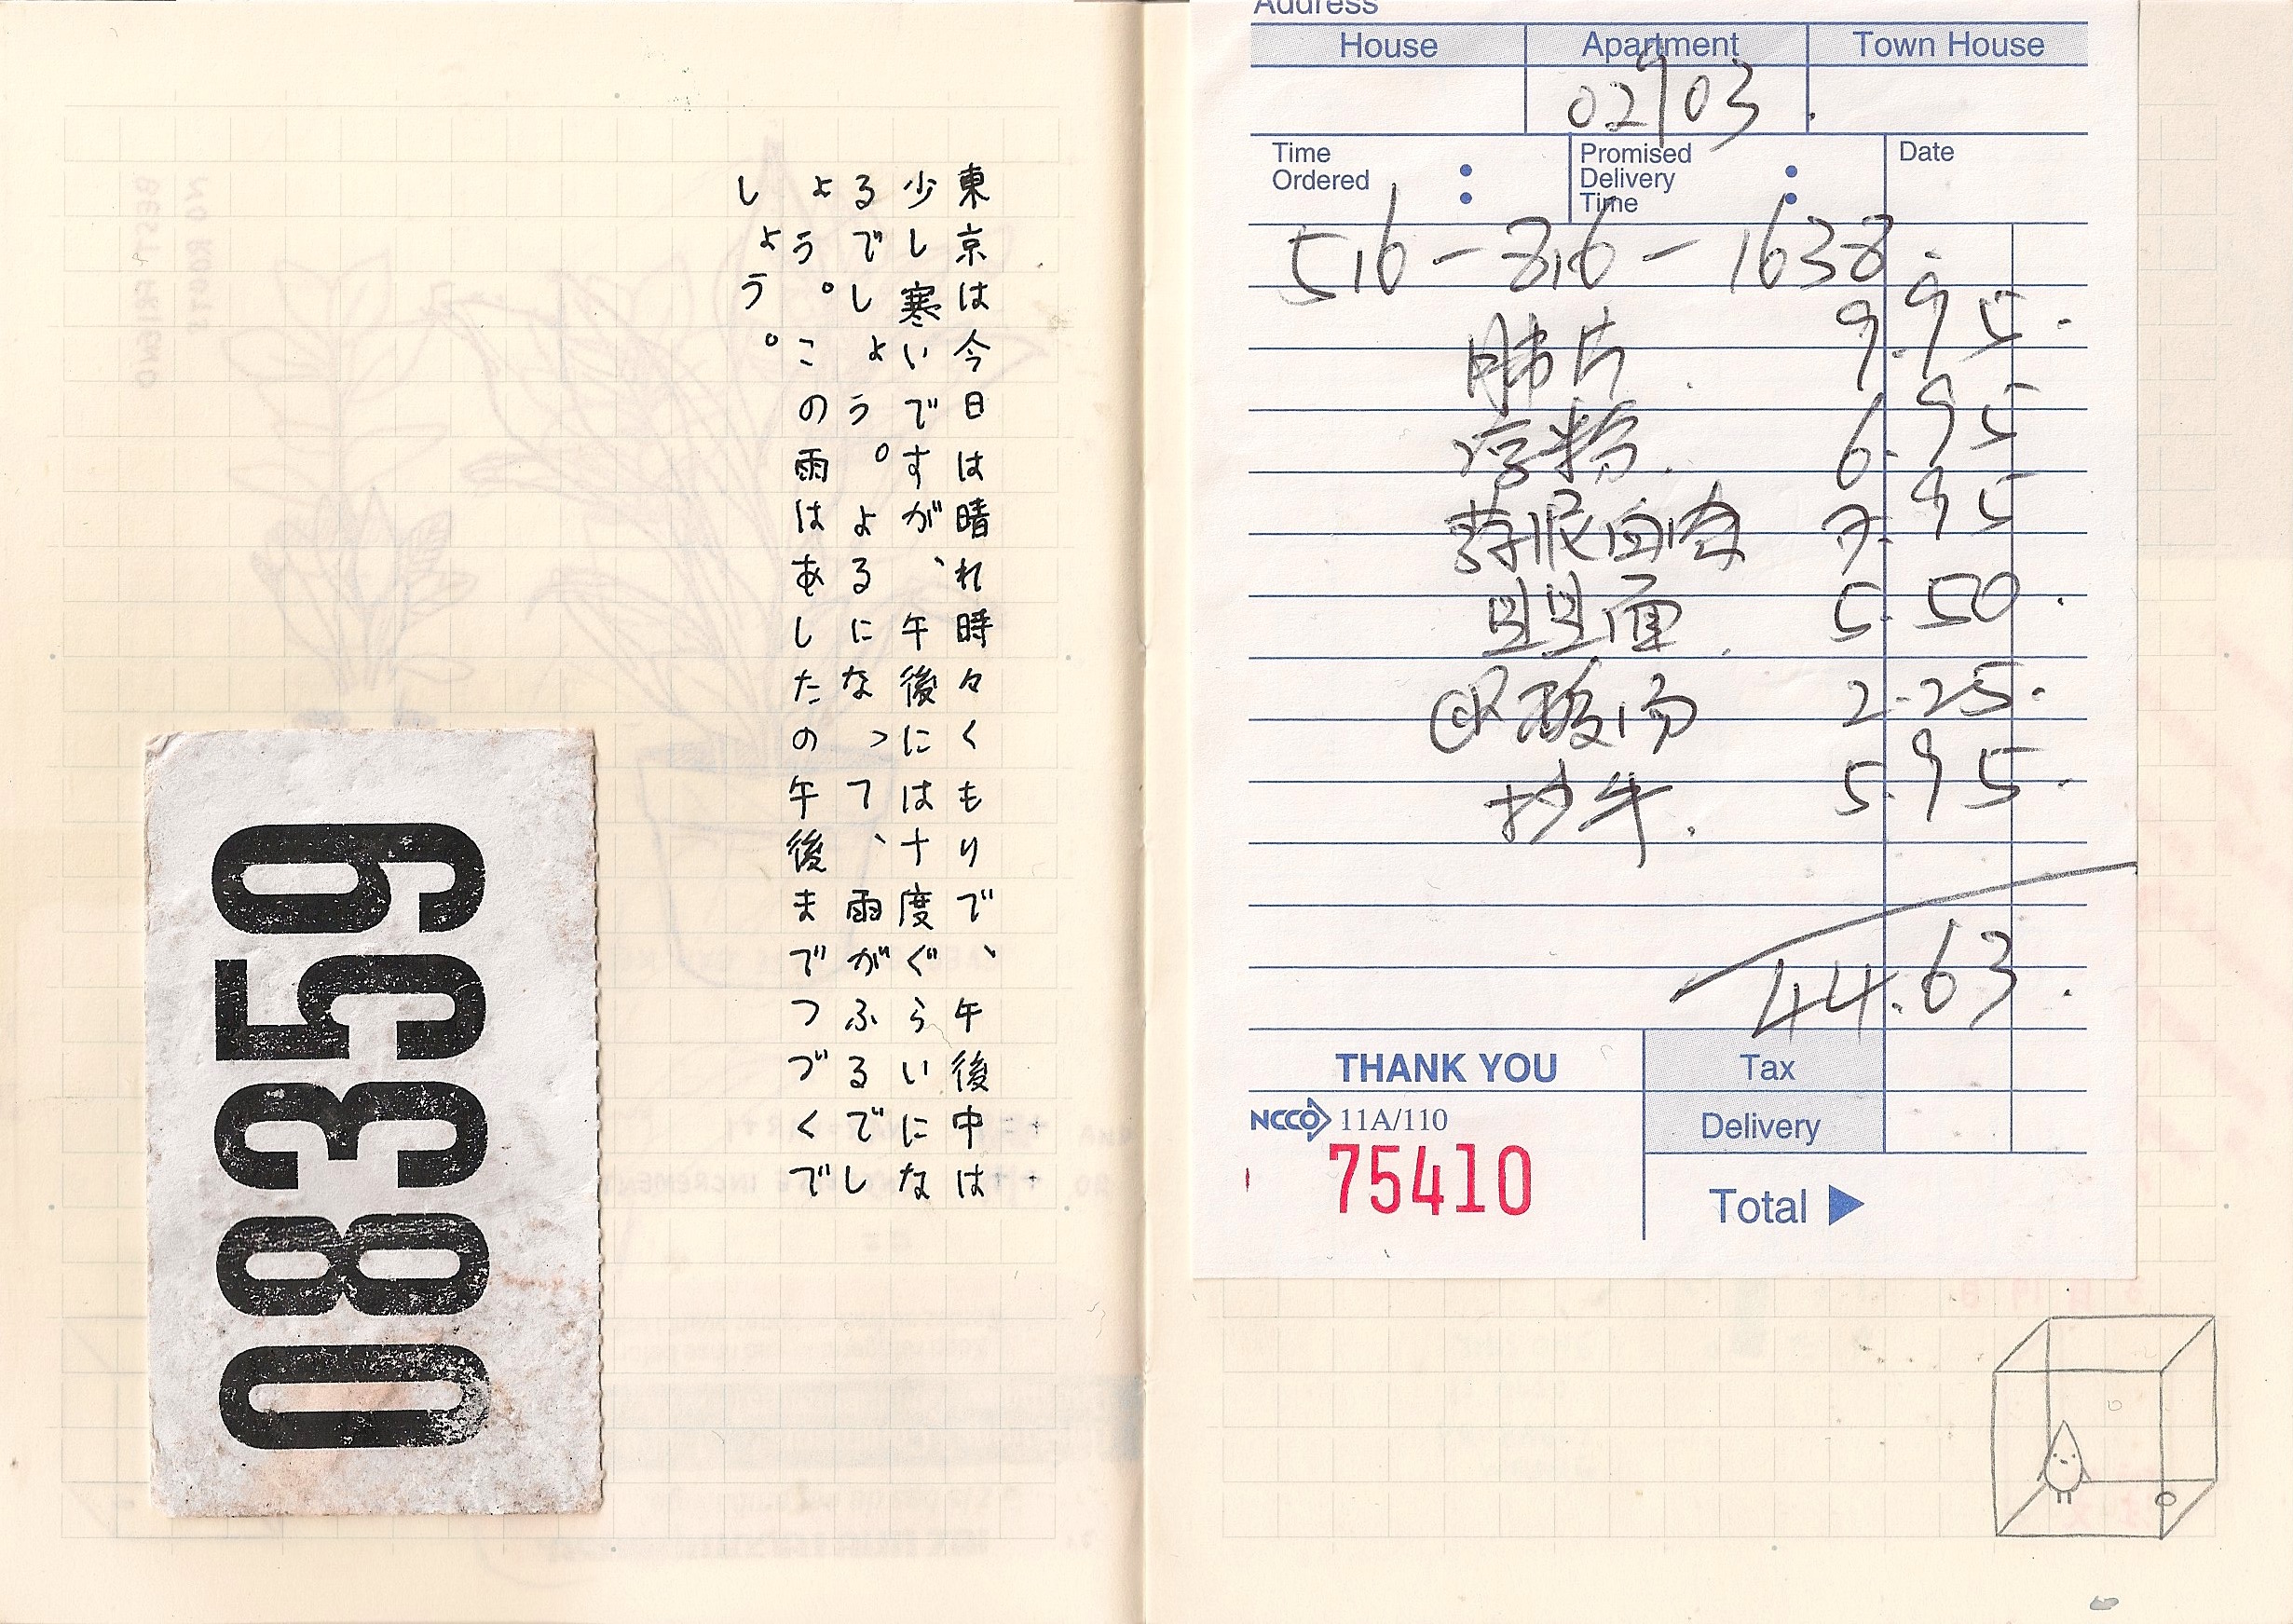 東京は今日は晴れ時々くもりで、午後中は
少し寒いですが、午後には十度ぐらいにな
るでしょう。よるになって、雨がふるでし
ょう。この雨はあしたの午後までつづくで
しょう。
08359
Address
House Apartment Town House
02903
Time Ordered : Promised Delivery Time : Date
516-816-1638
肺片 9.95
凉粉 6.95
蒜泥白肉 7.95
旦旦面 5.50
酸汤 2.25
抄手 5.95
44.63
THANK YOU Tax
NCCO 11A/110 Delivery
75410
Total